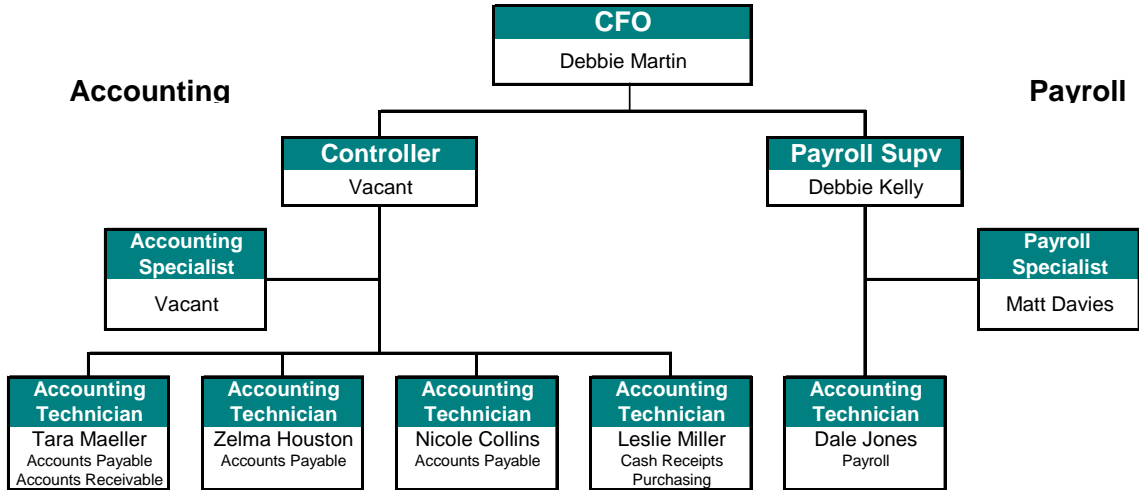 CFO
Debbie Martin
Accounting
Payroll
Controller
Vacant
Payroll Supv
Debbie Kelly
Accounting
Specialist
Vacant
Payroll
Specialist
Matt Davies
Accounting
Technician
Tara Maeller
Accounts Payable
Accounts Receivable
Accounting
Technician
Zelma Houston
Accounts Payable
Accounting
Technician
Nicole Collins
Accounts Payable
Accounting
Technician
Leslie Miller
Cash Receipts
Purchasing
Accounting
Technician
Dale Jones
Payroll